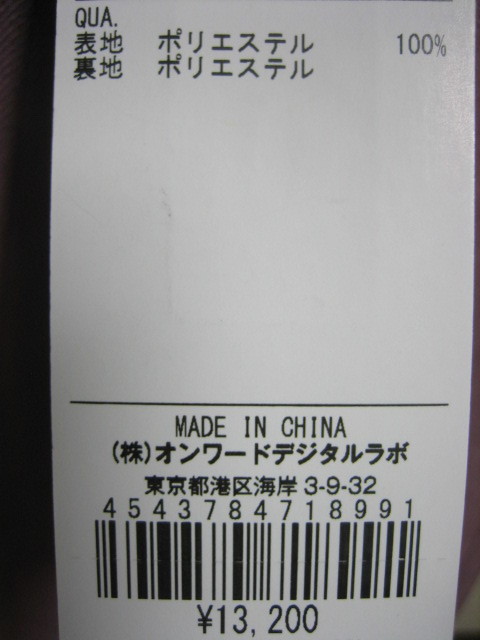 QUA.
表地 ポリエステル 100%
裏地 ポリエステル
MADE IN CHINA
(株)オンワードデジタルラボ
東京都港区海岸 3-9-32
4543784718991
¥13,200